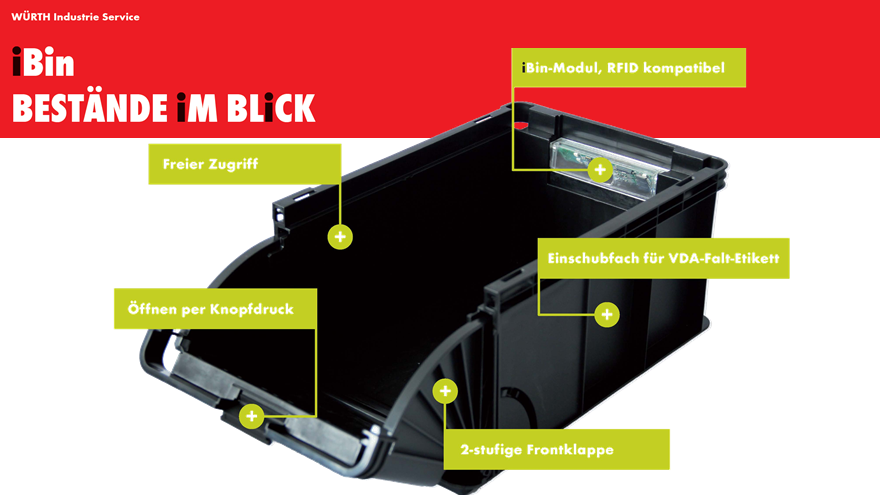 WÜRTH Industrie Service
iBin
BESTÄNDE iM BLiCK
iBin-Modul, RFID kompatibel
Freier Zugriff
Einschubfach für VDA-Falt-Etikett
Öffnen per Knopfdruck
2-stufige Frontklappe